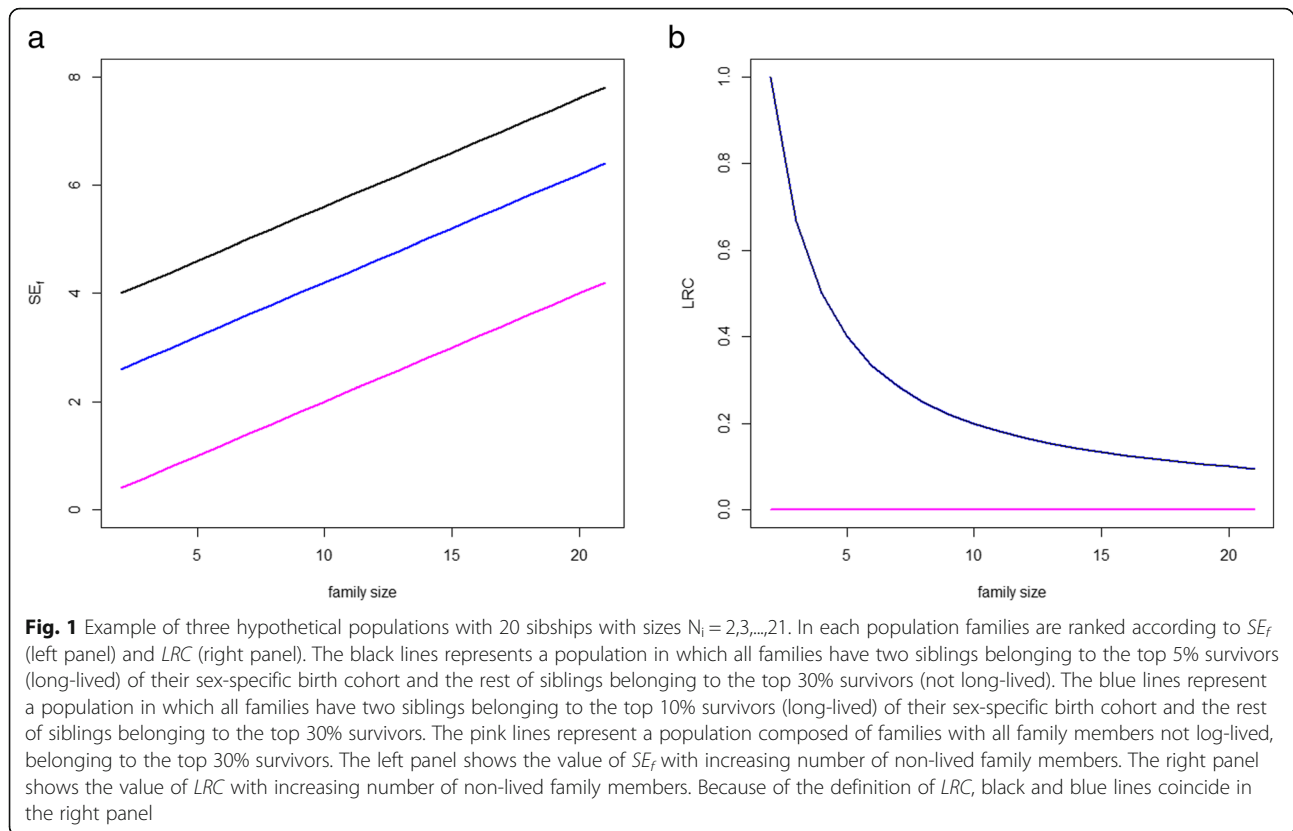 a
b
8
6
4
2
0
SEf
5
10
15
20
family size
1.0
0.8
0.6
0.4
0.2
0.0
LRC
5
10
15
20
family size
Fig. 1 Example of three hypothetical populations with 20 sibships with sizes Ni = 2,3,...,21. In each population families are ranked according to SEf
(left panel) and LRC (right panel). The black lines represents a population in which all families have two siblings belonging to the top 5% survivors
(long-lived) of their sex-specific birth cohort and the rest of siblings belonging to the top 30% survivors (not long-lived). The blue lines represent
a population in which all families have two siblings belonging to the top 10% survivors (long-lived) of their sex-specific birth cohort and the rest
of siblings belonging to the top 30% survivors. The pink lines represent a population composed of families with all family members not log-lived,
belonging to the top 30% survivors. The left panel shows the value of SEf with increasing number of non-lived family members. The right panel
shows the value of LRC with increasing number of non-lived family members. Because of the definition of LRC, black and blue lines coincide in
the right panel